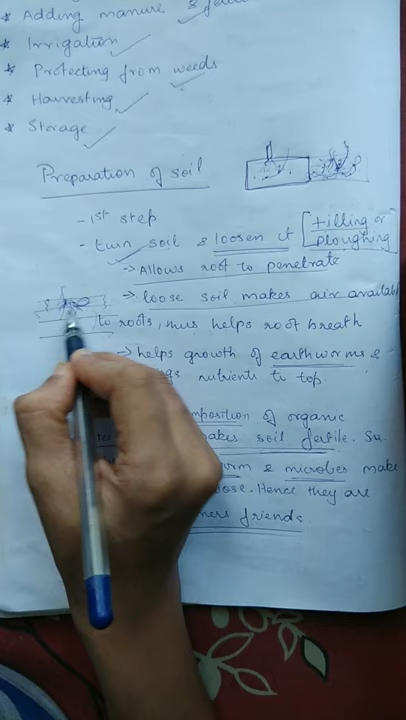 * Adding manure &
* Irrigation
* Protecting from weeds
* Harvesting
* Storage
Preparation of soil
- 1st step
- turn soil & loosen it [tilling or
ploughing
→ Allows root to penetrate
→ loose soil makes air available
to roots, thus helps root breath
→ helps growth of earthworms &
nutrients to top.
of organic
soil fertile.
& microbes make
Hence they are
friends